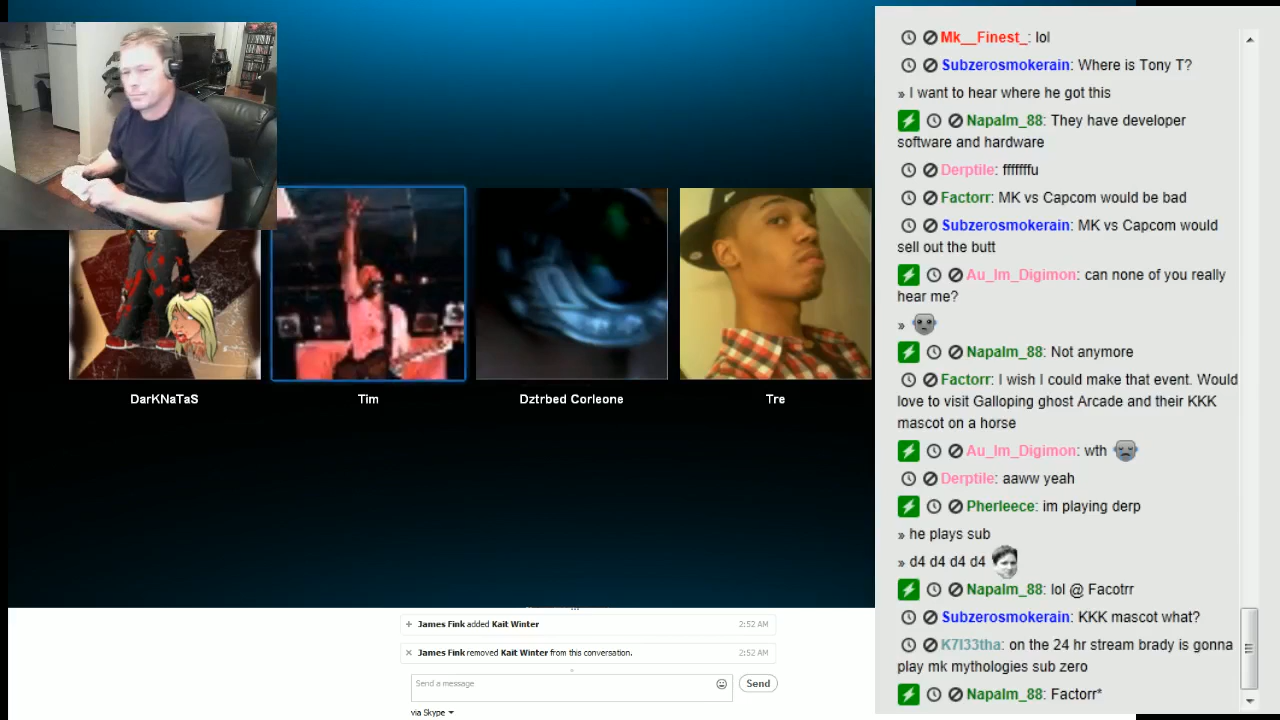 Mk__Finest_: lol
Subzerosmokerain: Where is Tony T?
» I want to hear where he got this
Napalm_88: They have developer
software and hardware
Derptile: fffffffu
Factorr: MK vs Capcom would be bad
Subzerosmokerain: MK vs Capcom would
sell out the butt
Au_Im_Digimon: can none of you really
hear me?
»
Napalm_88: Not anymore
Factorr: I wish I could make that event. Would
love to visit Galloping ghost Arcade and their KKK
mascot on a horse
Au_Im_Digimon: wth
Derptile: aaww yeah
Pherleece: im playing derp
» he plays sub
» d4 d4 d4 d4
Napalm_88: lol @ Facotrr
Subzerosmokerain: KKK mascot what?
K7l33tha: on the 24 hr stream brady is gonna
play mk mythologies sub zero
Napalm_88: Factorr*
DarKNaTaS
Tim
Dztrbed Corleone
Tre
James Fink added Kait Winter 2:52 AM
James Fink removed Kait Winter from this conversation. 2:52 AM
Send a message
Send
via Skype